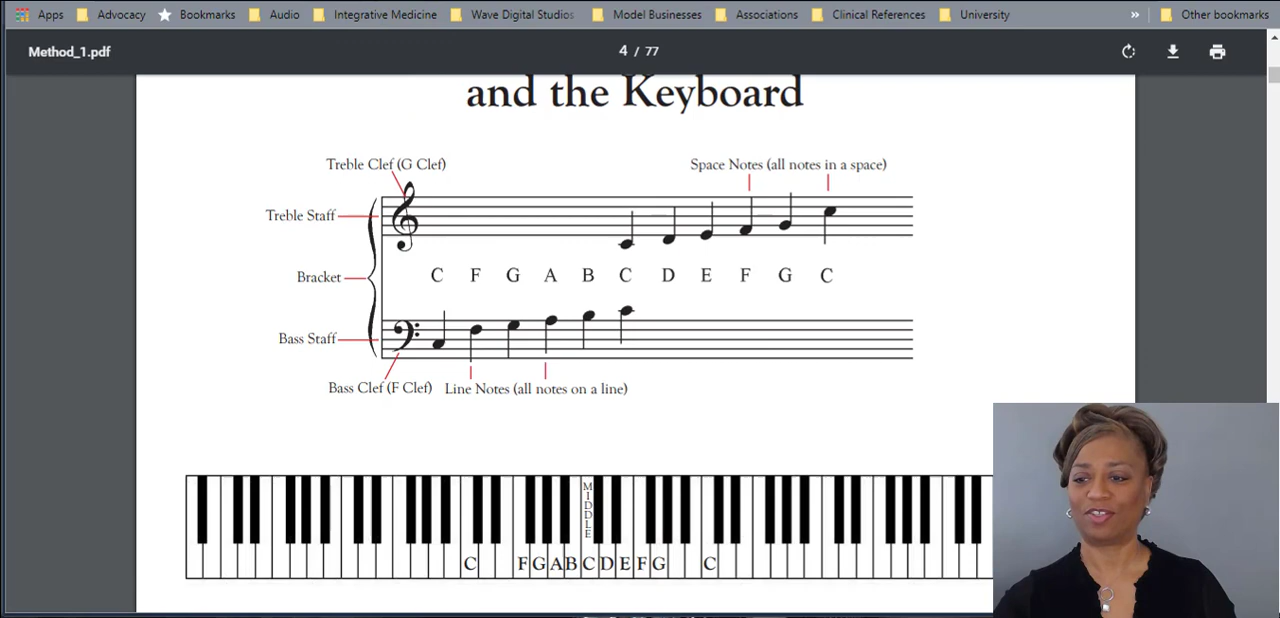 Apps Advocacy Bookmarks Audio Integrative Medicine Wave Digital Studios Model Businesses Associations Clinical References University » Other bookmarks
Method_1.pdf 4 / 77
and the Keyboard
Treble Clef (G Clef) Space Notes (all notes in a space)
Treble Staff
Bracket C F G A B C D E F G C
Bass Staff
Bass Clef (F Clef) Line Notes (all notes on a line)
MIDDLE
C F G A B C D E F G C